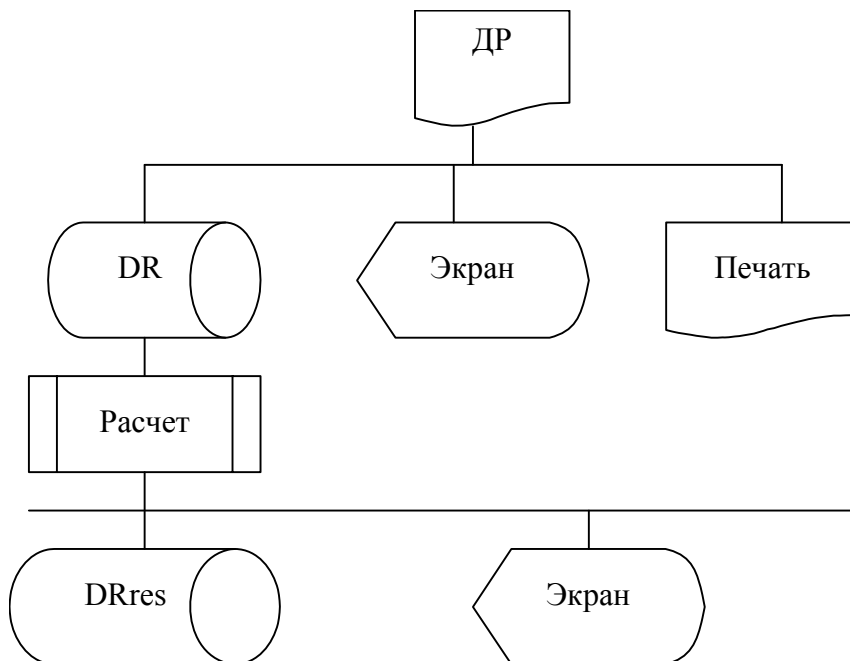 ДР
DR
Экран
Печать
Расчет
DRres
Экран